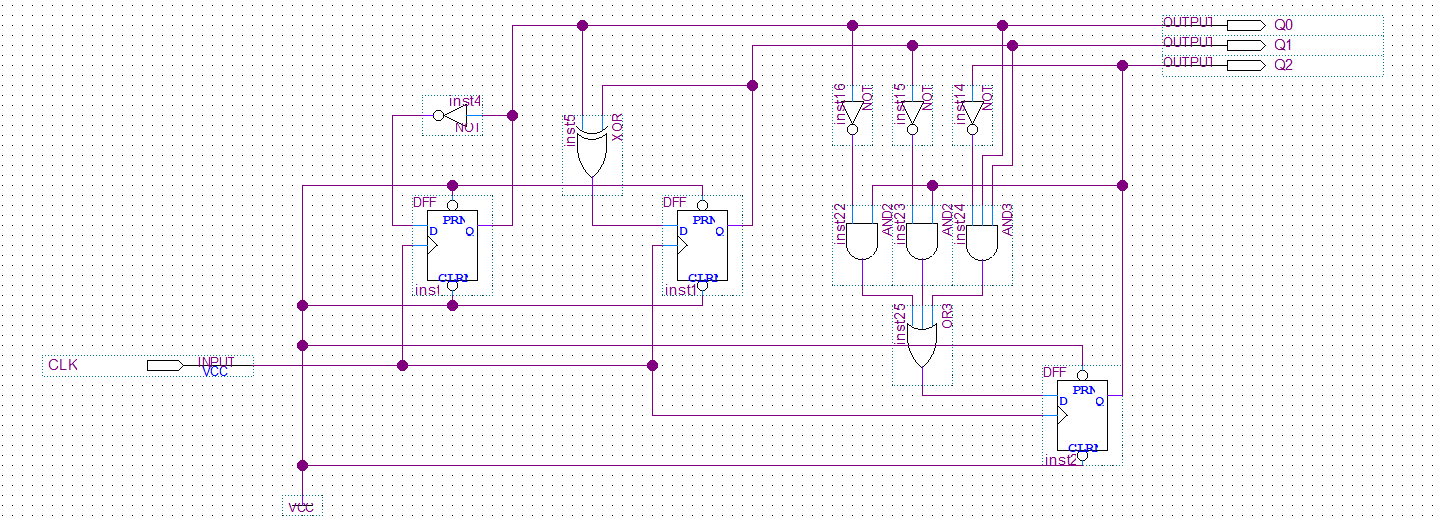 OUTPUT Q0
OUTPUT Q1
OUTPUT Q2
inst16 NOT inst15 NOT inst14 NOT
inst4
NOT
inst5 XOR
DFF DFF
PRN PRN
D Q D Q
CLRN CLRN
inst inst1
inst22 AND2 inst23 AND2 inst24 AND3
inst25 OR3
CLK INPUT
VCC
DFF
PRN
D Q
CLRN
inst2
VCC